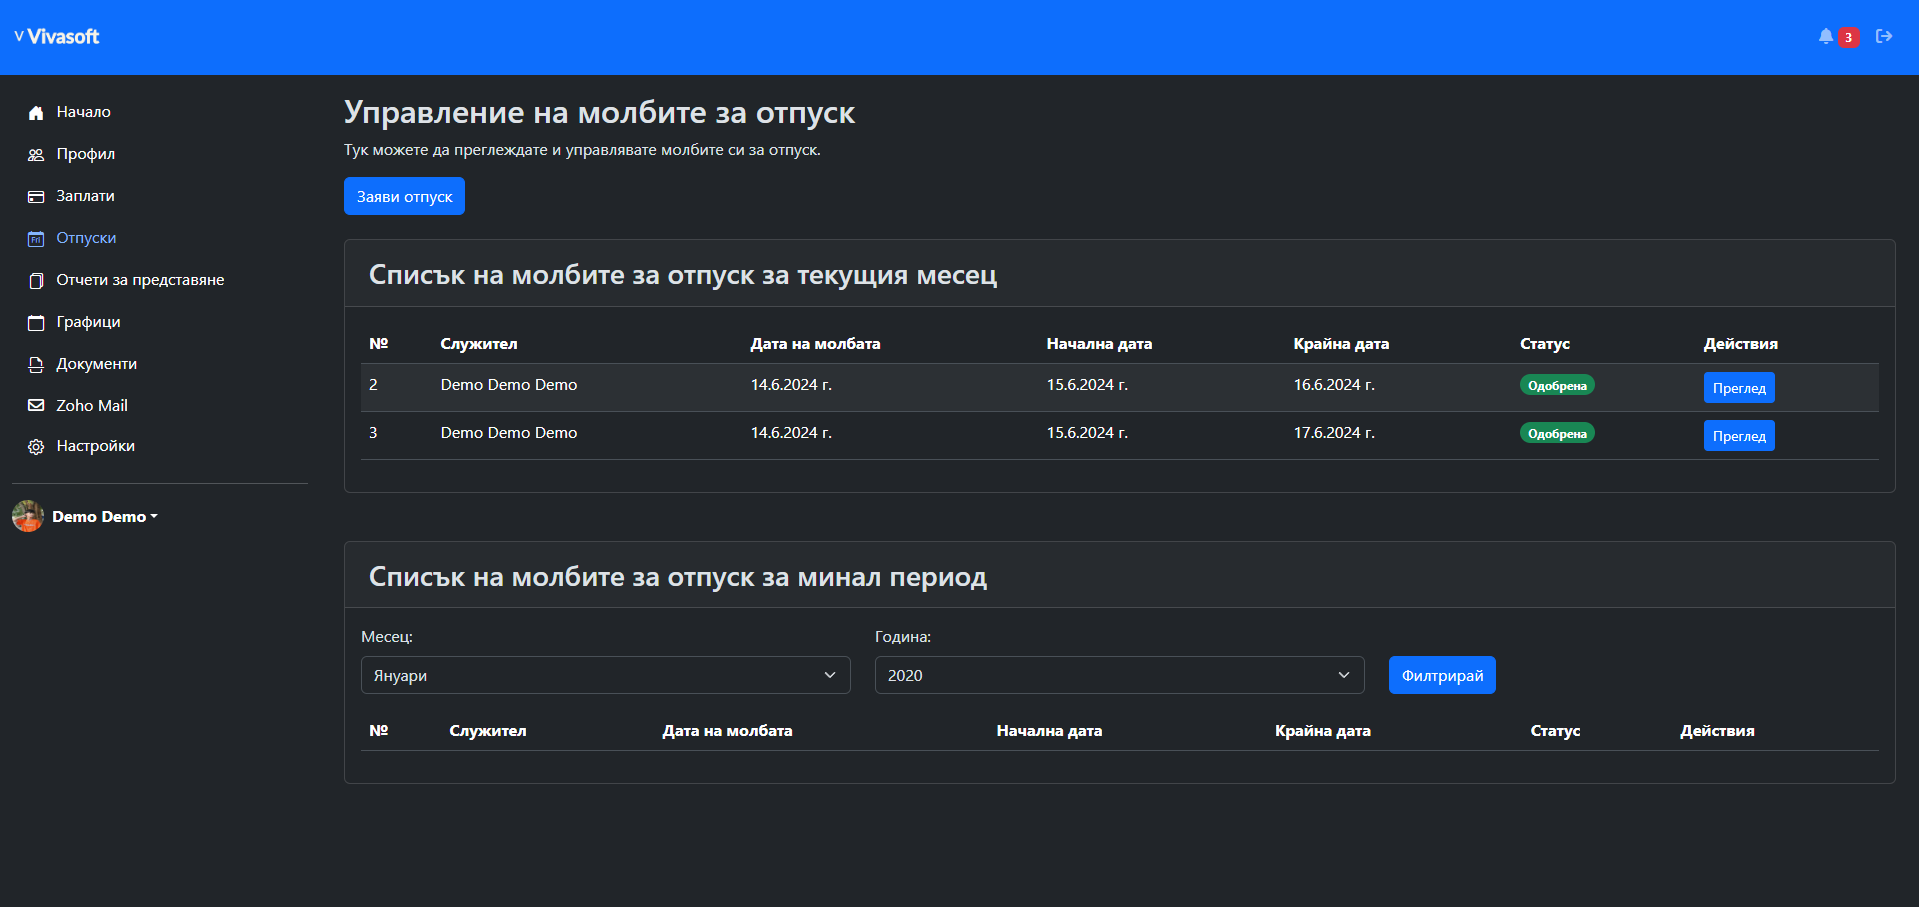 V Vivasoft
3
Начало
Профил
Заплати
Fri Отпуски
Отчети за представяне
Графици
Документи
Zoho Mail
Настройки
Demo Demo
Управление на молбите за отпуск
Тук можете да преглеждате и управлявате молбите си за отпуск.
Заяви отпуск
Списък на молбите за отпуск за текущия месец
№ Служител Дата на молбата Начална дата Крайна дата Статус Действия
2 Demo Demo Demo 14.6.2024 г. 15.6.2024 г. 16.6.2024 г. Одобрена Преглед
3 Demo Demo Demo 14.6.2024 г. 15.6.2024 г. 17.6.2024 г. Одобрена Преглед
Списък на молбите за отпуск за минал период
Месец: Година:
Януари 2020 Филтрирай
№ Служител Дата на молбата Начална дата Крайна дата Статус Действия